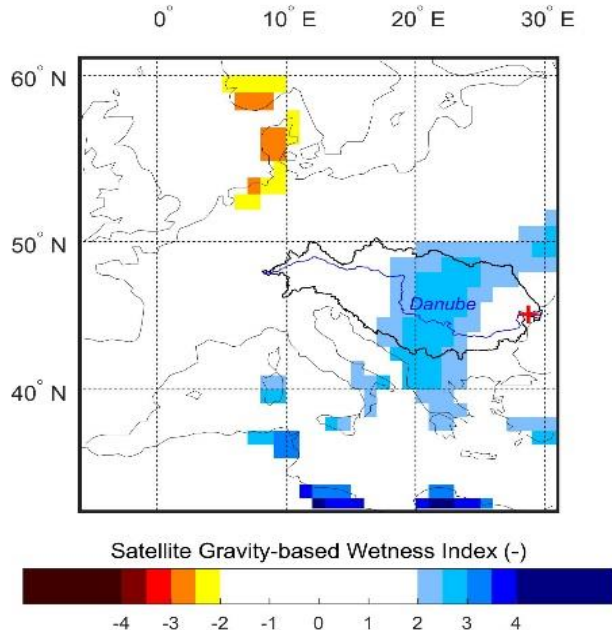 0° 10° E 20° E 30° E
60° N
50° N
Danube
40° N
Satellite Gravity-based Wetness Index (-)
-4 -3 -2 -1 0 1 2 3 4